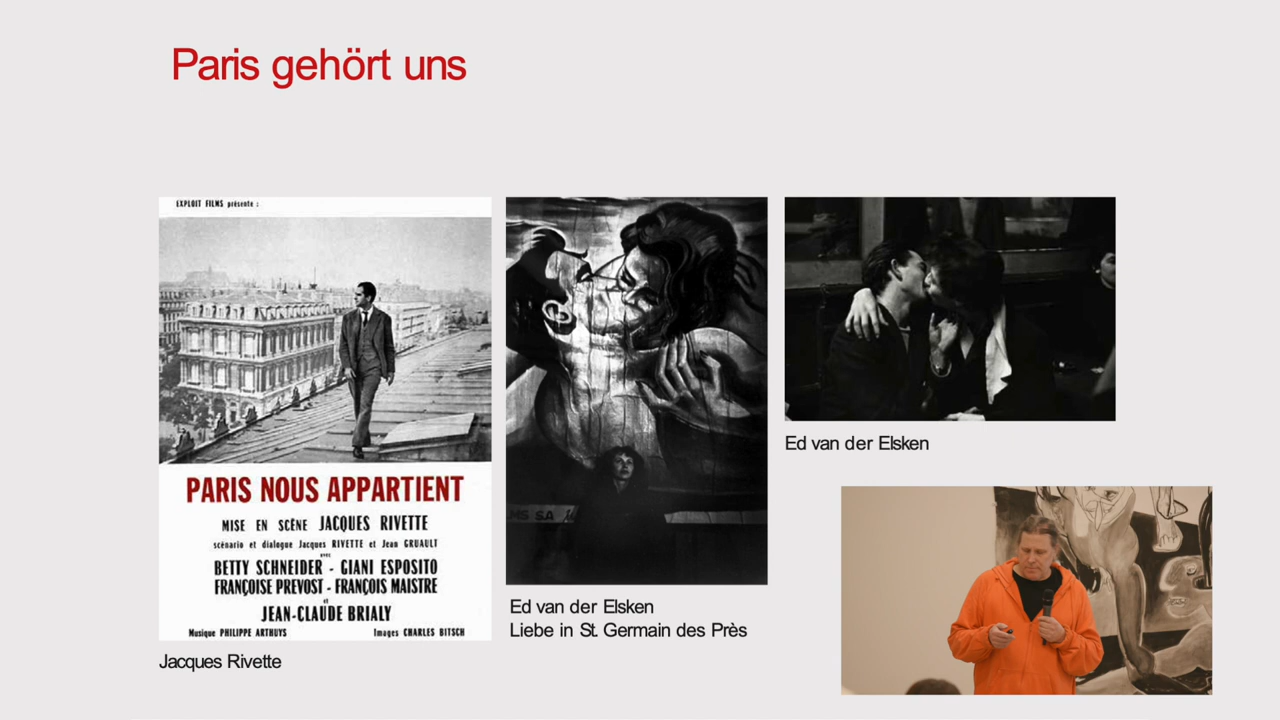 Paris gehört uns
EXPLOIT FILMS présente :
PARIS NOUS APPARTIENT
MISE EN SCÈNE JACQUES RIVETTE
scénario et dialogue Jacques RIVETTE et Jean GRUAULT
avec
BETTY SCHNEIDER - GIANI ESPOSITO
FRANÇOISE PREVOST - FRANÇOIS MAISTRE
et
JEAN-CLAUDE BRIALY
Musique PHILIPPE ARTHUYS Images CHARLES BITSCH
Jacques Rivette
MS SA
Ed van der Elsken
Liebe in St. Germain des Près
Ed van der Elsken